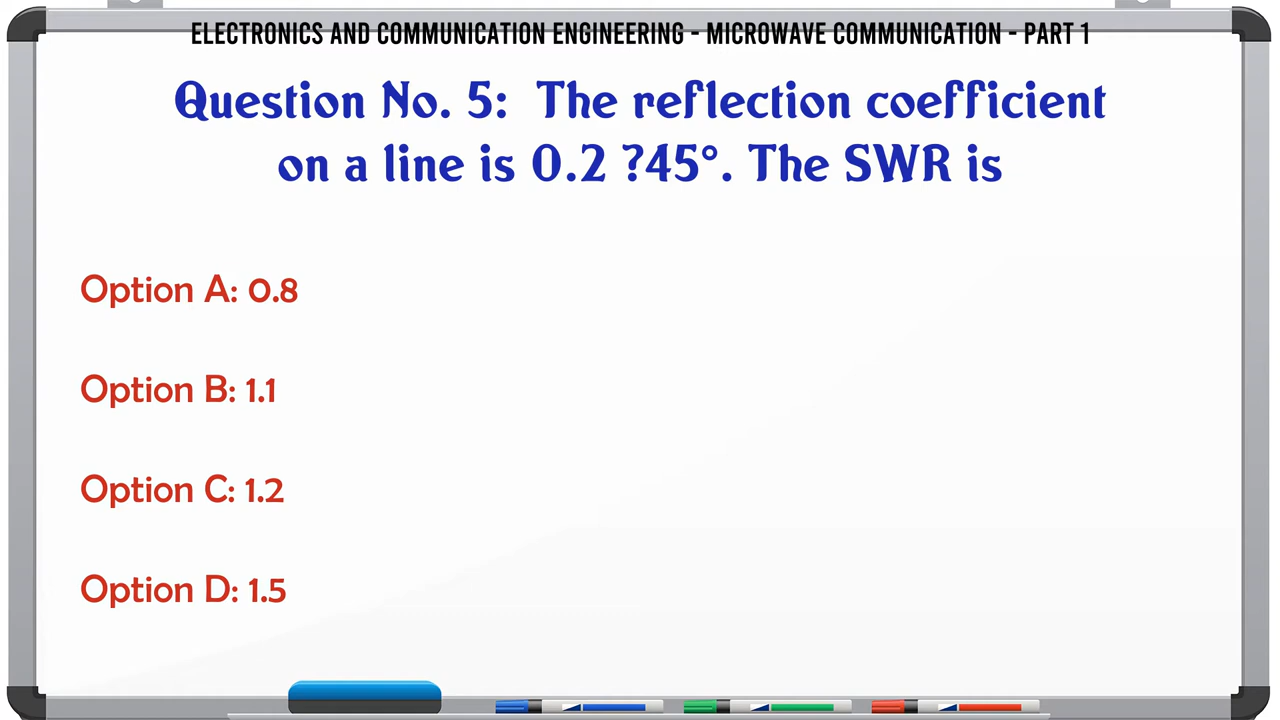 ELECTRONICS AND COMMUNICATION ENGINEERING - MICROWAVE COMMUNICATION - PART 1
Question No. 5: The reflection coefficient
on a line is 0.2 ?45°. The SWR is
Option A: 0.8
Option B: 1.1
Option C: 1.2
Option D: 1.5